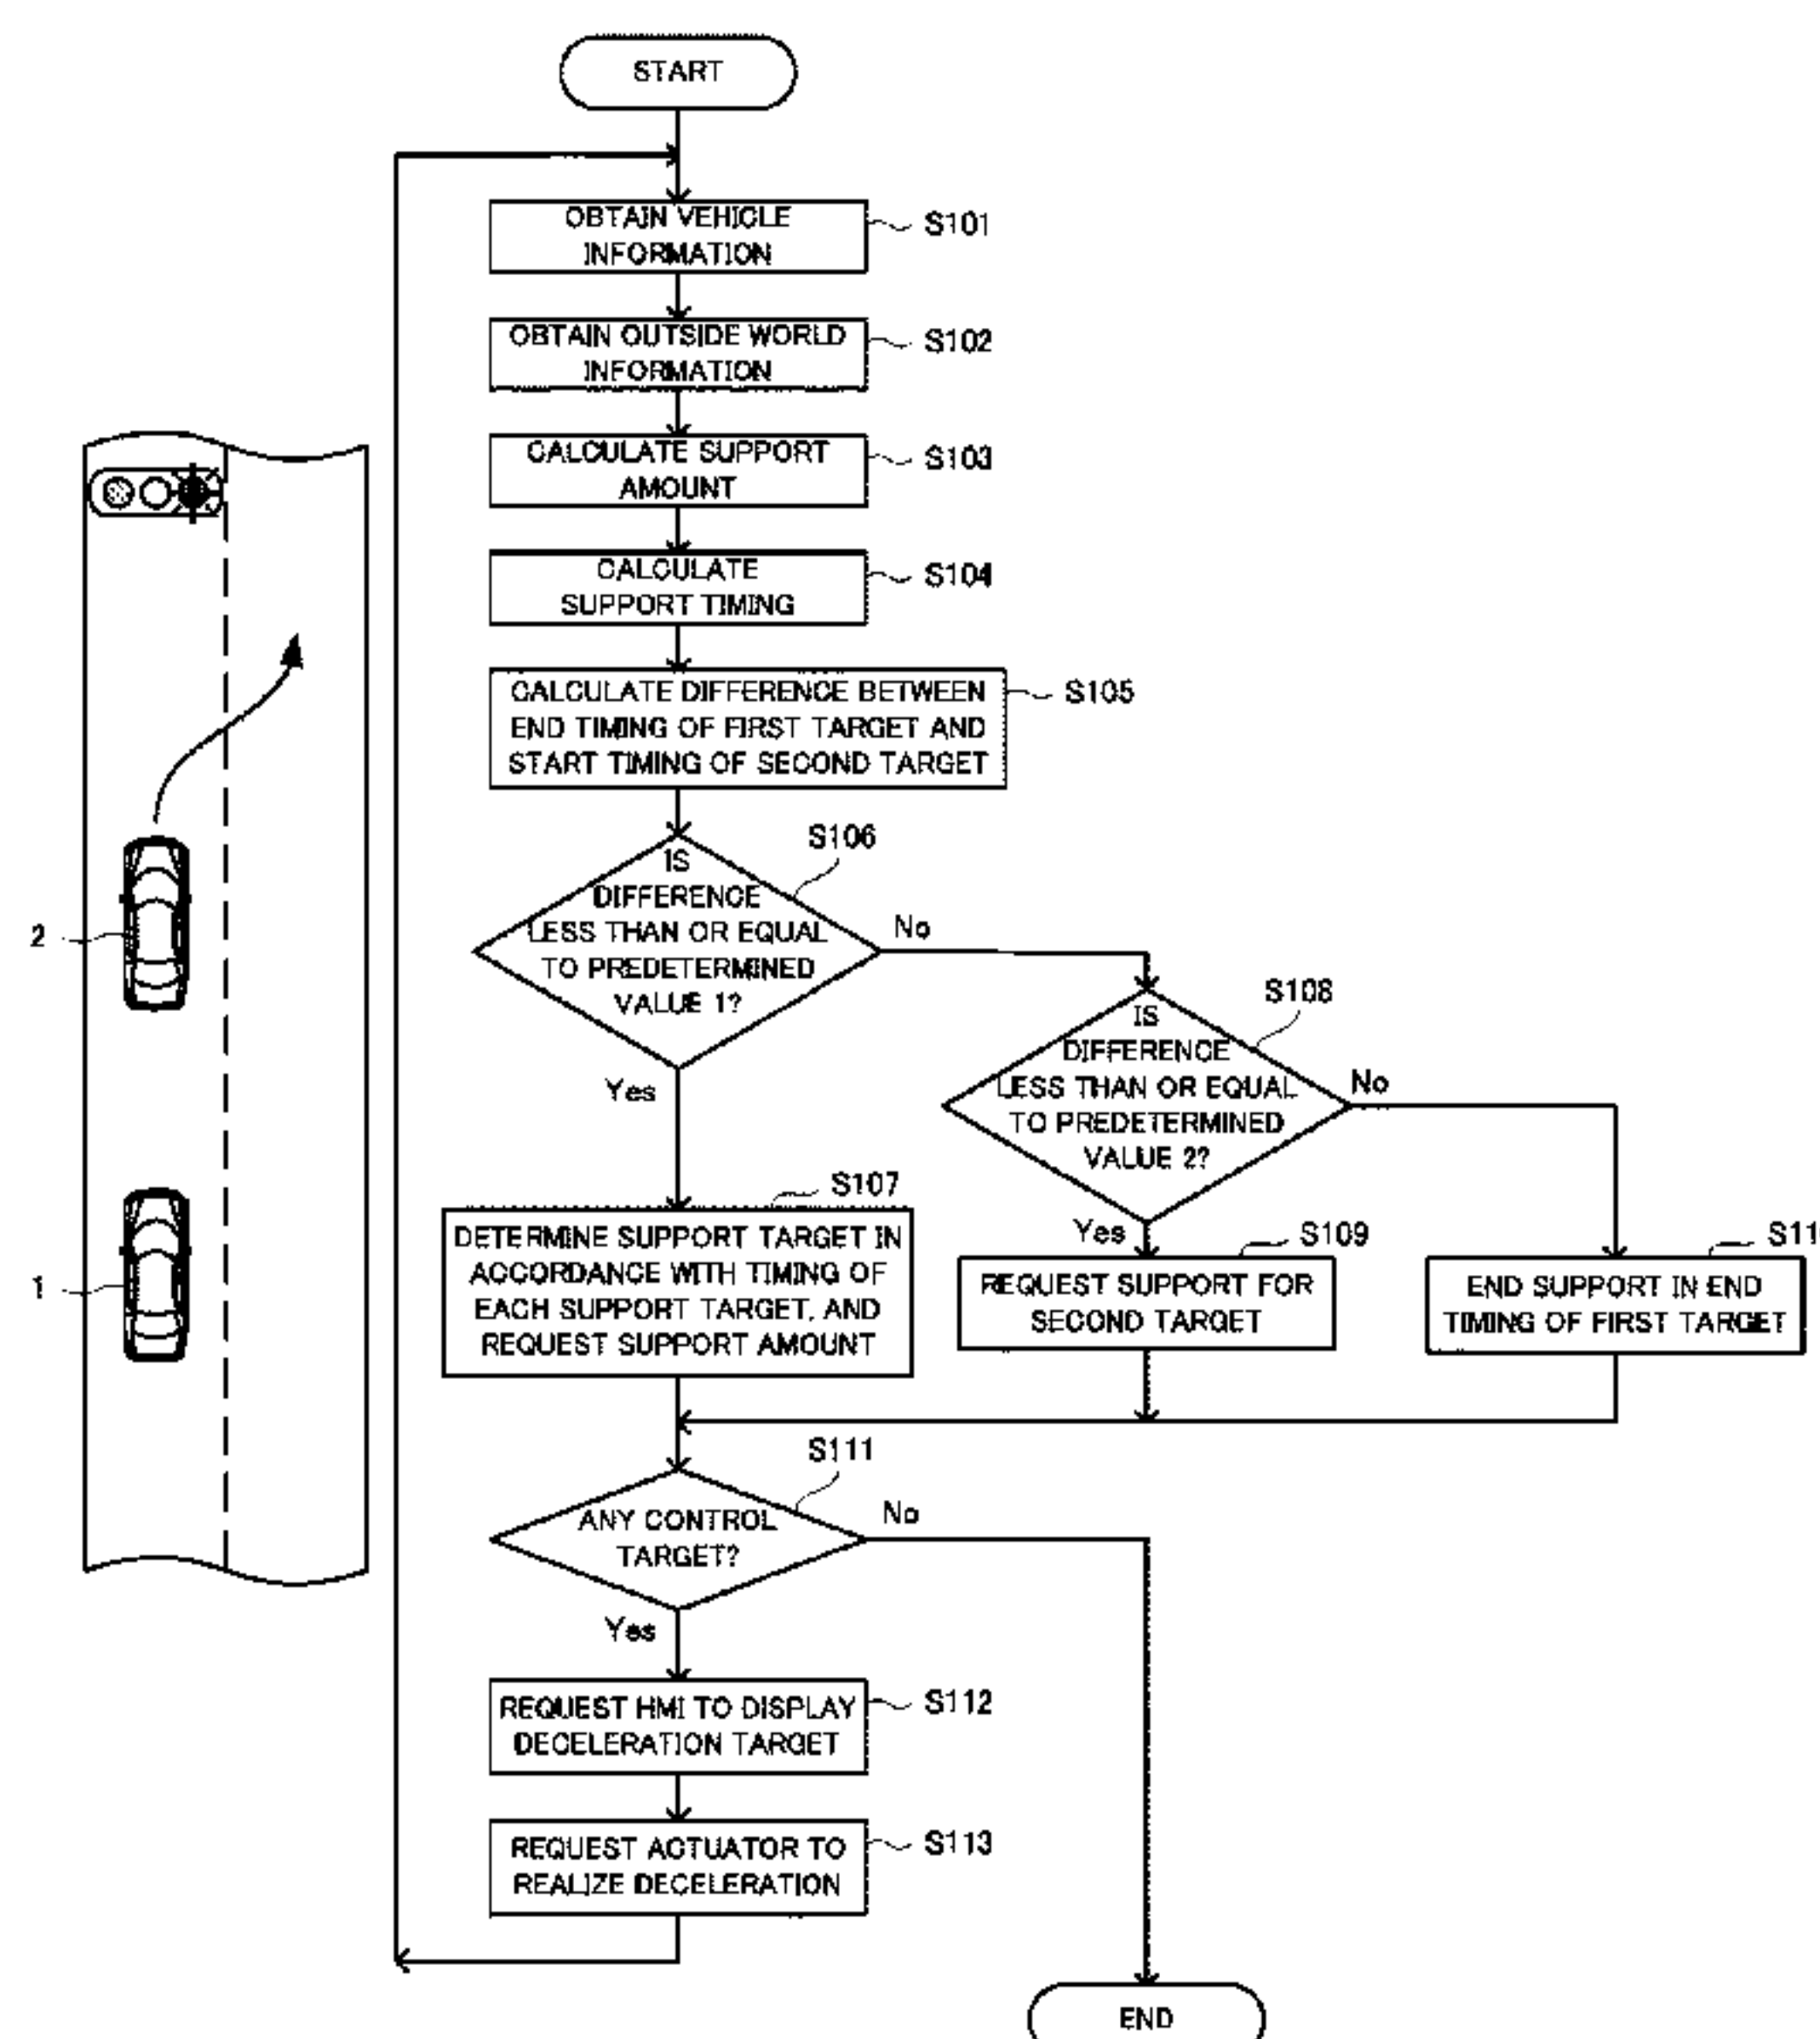 START
OBTAIN VEHICLE
INFORMATION
S101
OBTAIN OUTSIDE WORLD
INFORMATION
S102
CALCULATE SUPPORT
AMOUNT
S103
CALCULATE
SUPPORT TIMING
S104
CALCULATE DIFFERENCE BETWEEN
END TIMING OF FIRST TARGET AND
START TIMING OF SECOND TARGET
S105
S106
IS
DIFFERENCE
LESS THAN OR EQUAL
TO PREDETERMINED
VALUE 1?
No
Yes
2
1
S108
IS
DIFFERENCE
LESS THAN OR EQUAL
TO PREDETERMINED
VALUE 2?
No
Yes
S107
DETERMINE SUPPORT TARGET IN
ACCORDANCE WITH TIMING OF
EACH SUPPORT TARGET, AND
REQUEST SUPPORT AMOUNT
S109
REQUEST SUPPORT FOR
SECOND TARGET
S11
END SUPPORT IN END
TIMING OF FIRST TARGET
S111
ANY CONTROL
TARGET?
No
Yes
REQUEST HMI TO DISPLAY
DECELERATION TARGET
S112
REQUEST ACTUATOR TO
REALIZE DECELERATION
S113
END